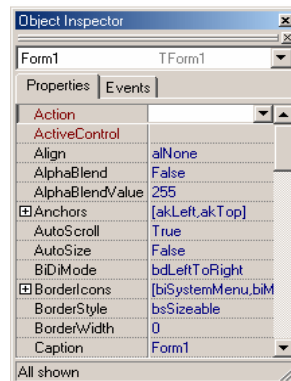 Object Inspector
Form1 TForm1
Properties Events
Action
ActiveControl
Align alNone
AlphaBlend False
AlphaBlendValue 255
Anchors [akLeft,akTop]
AutoScroll True
AutoSize False
BiDiMode bdLeftToRight
BorderIcons [biSystemMenu,biM
BorderStyle bsSizeable
BorderWidth 0
Caption Form1
All shown